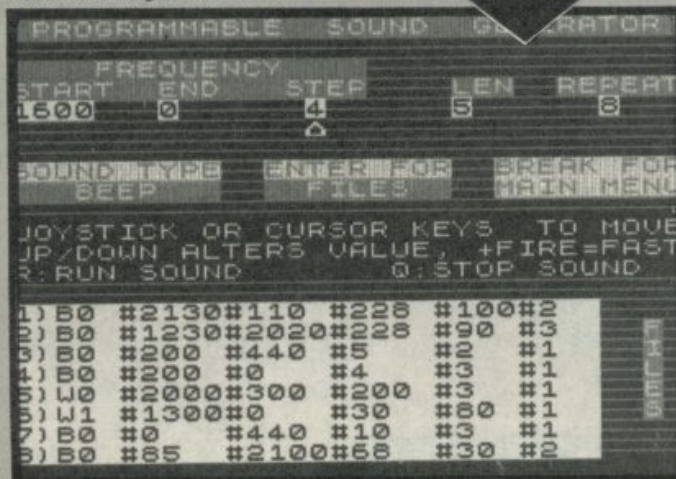 PROGRAMMABLE SOUND GENERATOR
FREQUENCY
START END STEP LEN REPEAT
1600 0 4 5 8
SOUND TYPE ENTER FOR BREAK FOR
BEEP FILES MAIN MENU
JOYSTICK OR CURSOR KEYS TO MOVE
UP/DOWN ALTERS VALUE, +FIRE=FAST
R:RUN SOUND Q:STOP SOUND
1) B0 #2130#110 #228 #100#2
2) B0 #1230#2020#228 #90 #3
3) B0 #200 #440 #5 #2 #1
4) B0 #200 #0 #4 #3 #1
5) W0 #2000#300 #200 #3 #1
6) W1 #1300#0 #30 #80 #1
7) B0 #0 #440 #10 #3 #1
8) B0 #85 #2100#68 #30 #2
FILES